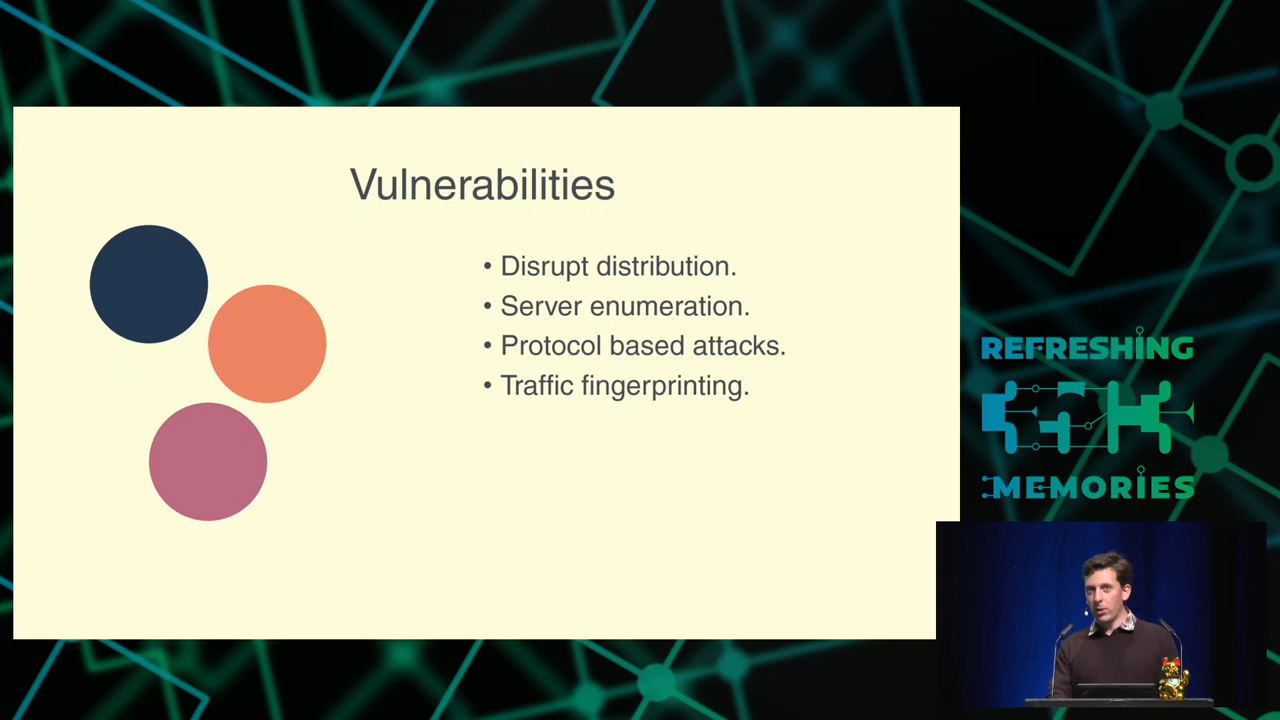 Vulnerabilities
• Disrupt distribution.
• Server enumeration.
• Protocol based attacks.
• Traffic fingerprinting.
REFRESHING
MEMORIES